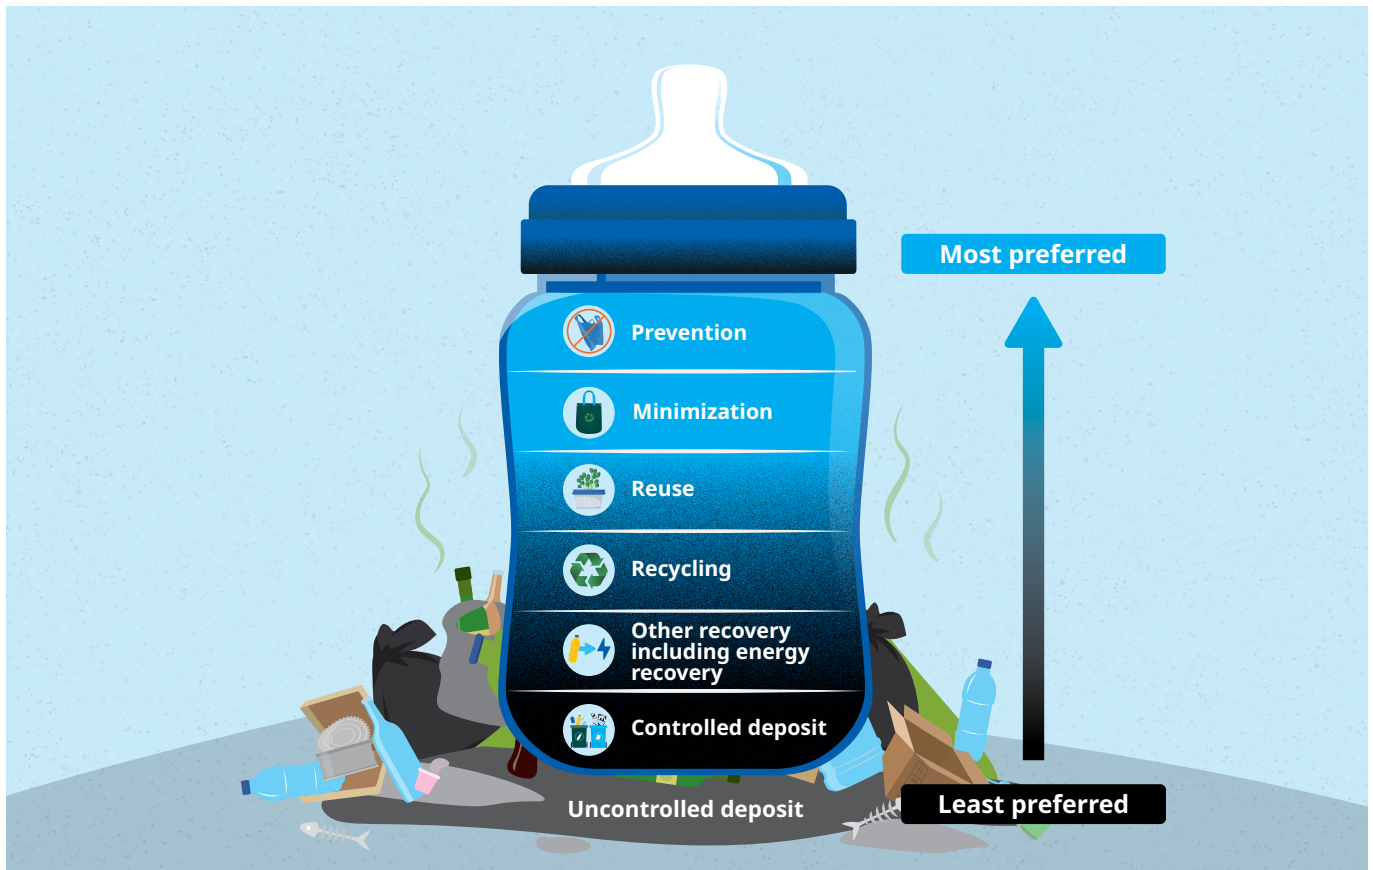 Most preferred
Prevention
Minimization
Reuse
Recycling
Other recovery
including energy
recovery
Controlled deposit
Uncontrolled deposit
Least preferred